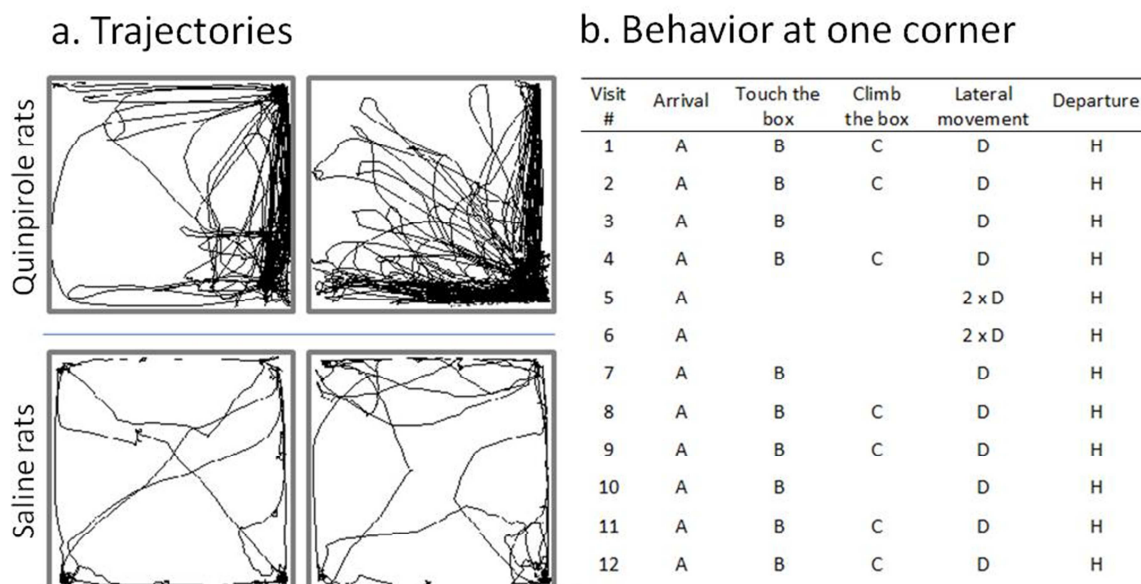 a. Trajectories
b. Behavior at one corner
Quinpirole rats
Saline rats
Visit # Arrival Touch the box Climb the box Lateral movement Departure
1 A B C D H
2 A B C D H
3 A B D H
4 A B C D H
5 A 2 x D H
6 A 2 x D H
7 A B D H
8 A B C D H
9 A B C D H
10 A B D H
11 A B C D H
12 A B C D H